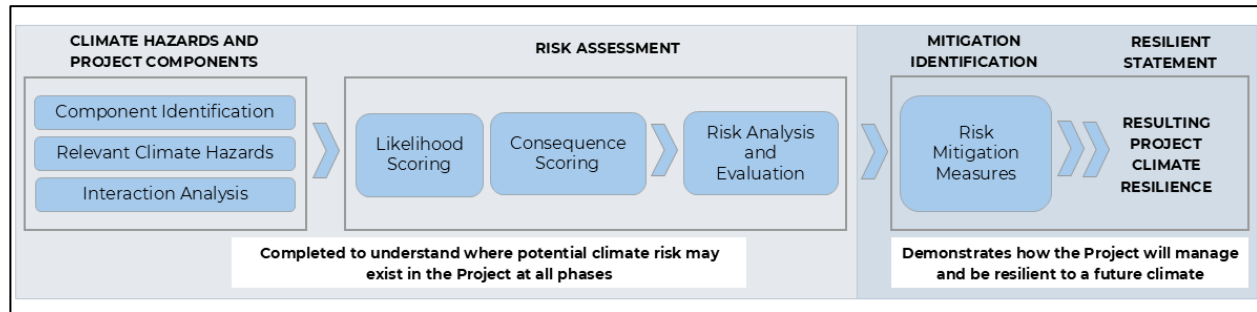 CLIMATE HAZARDS AND
PROJECT COMPONENTS
Component Identification
Relevant Climate Hazards
Interaction Analysis
RISK ASSESSMENT
Likelihood
Scoring
Consequence
Scoring
Risk Analysis
and
Evaluation
Completed to understand where potential climate risk may
exist in the Project at all phases
MITIGATION
IDENTIFICATION
Risk
Mitigation
Measures
RESILIENT
STATEMENT
RESULTING
PROJECT
CLIMATE
RESILIENCE
Demonstrates how the Project will manage
and be resilient to a future climate